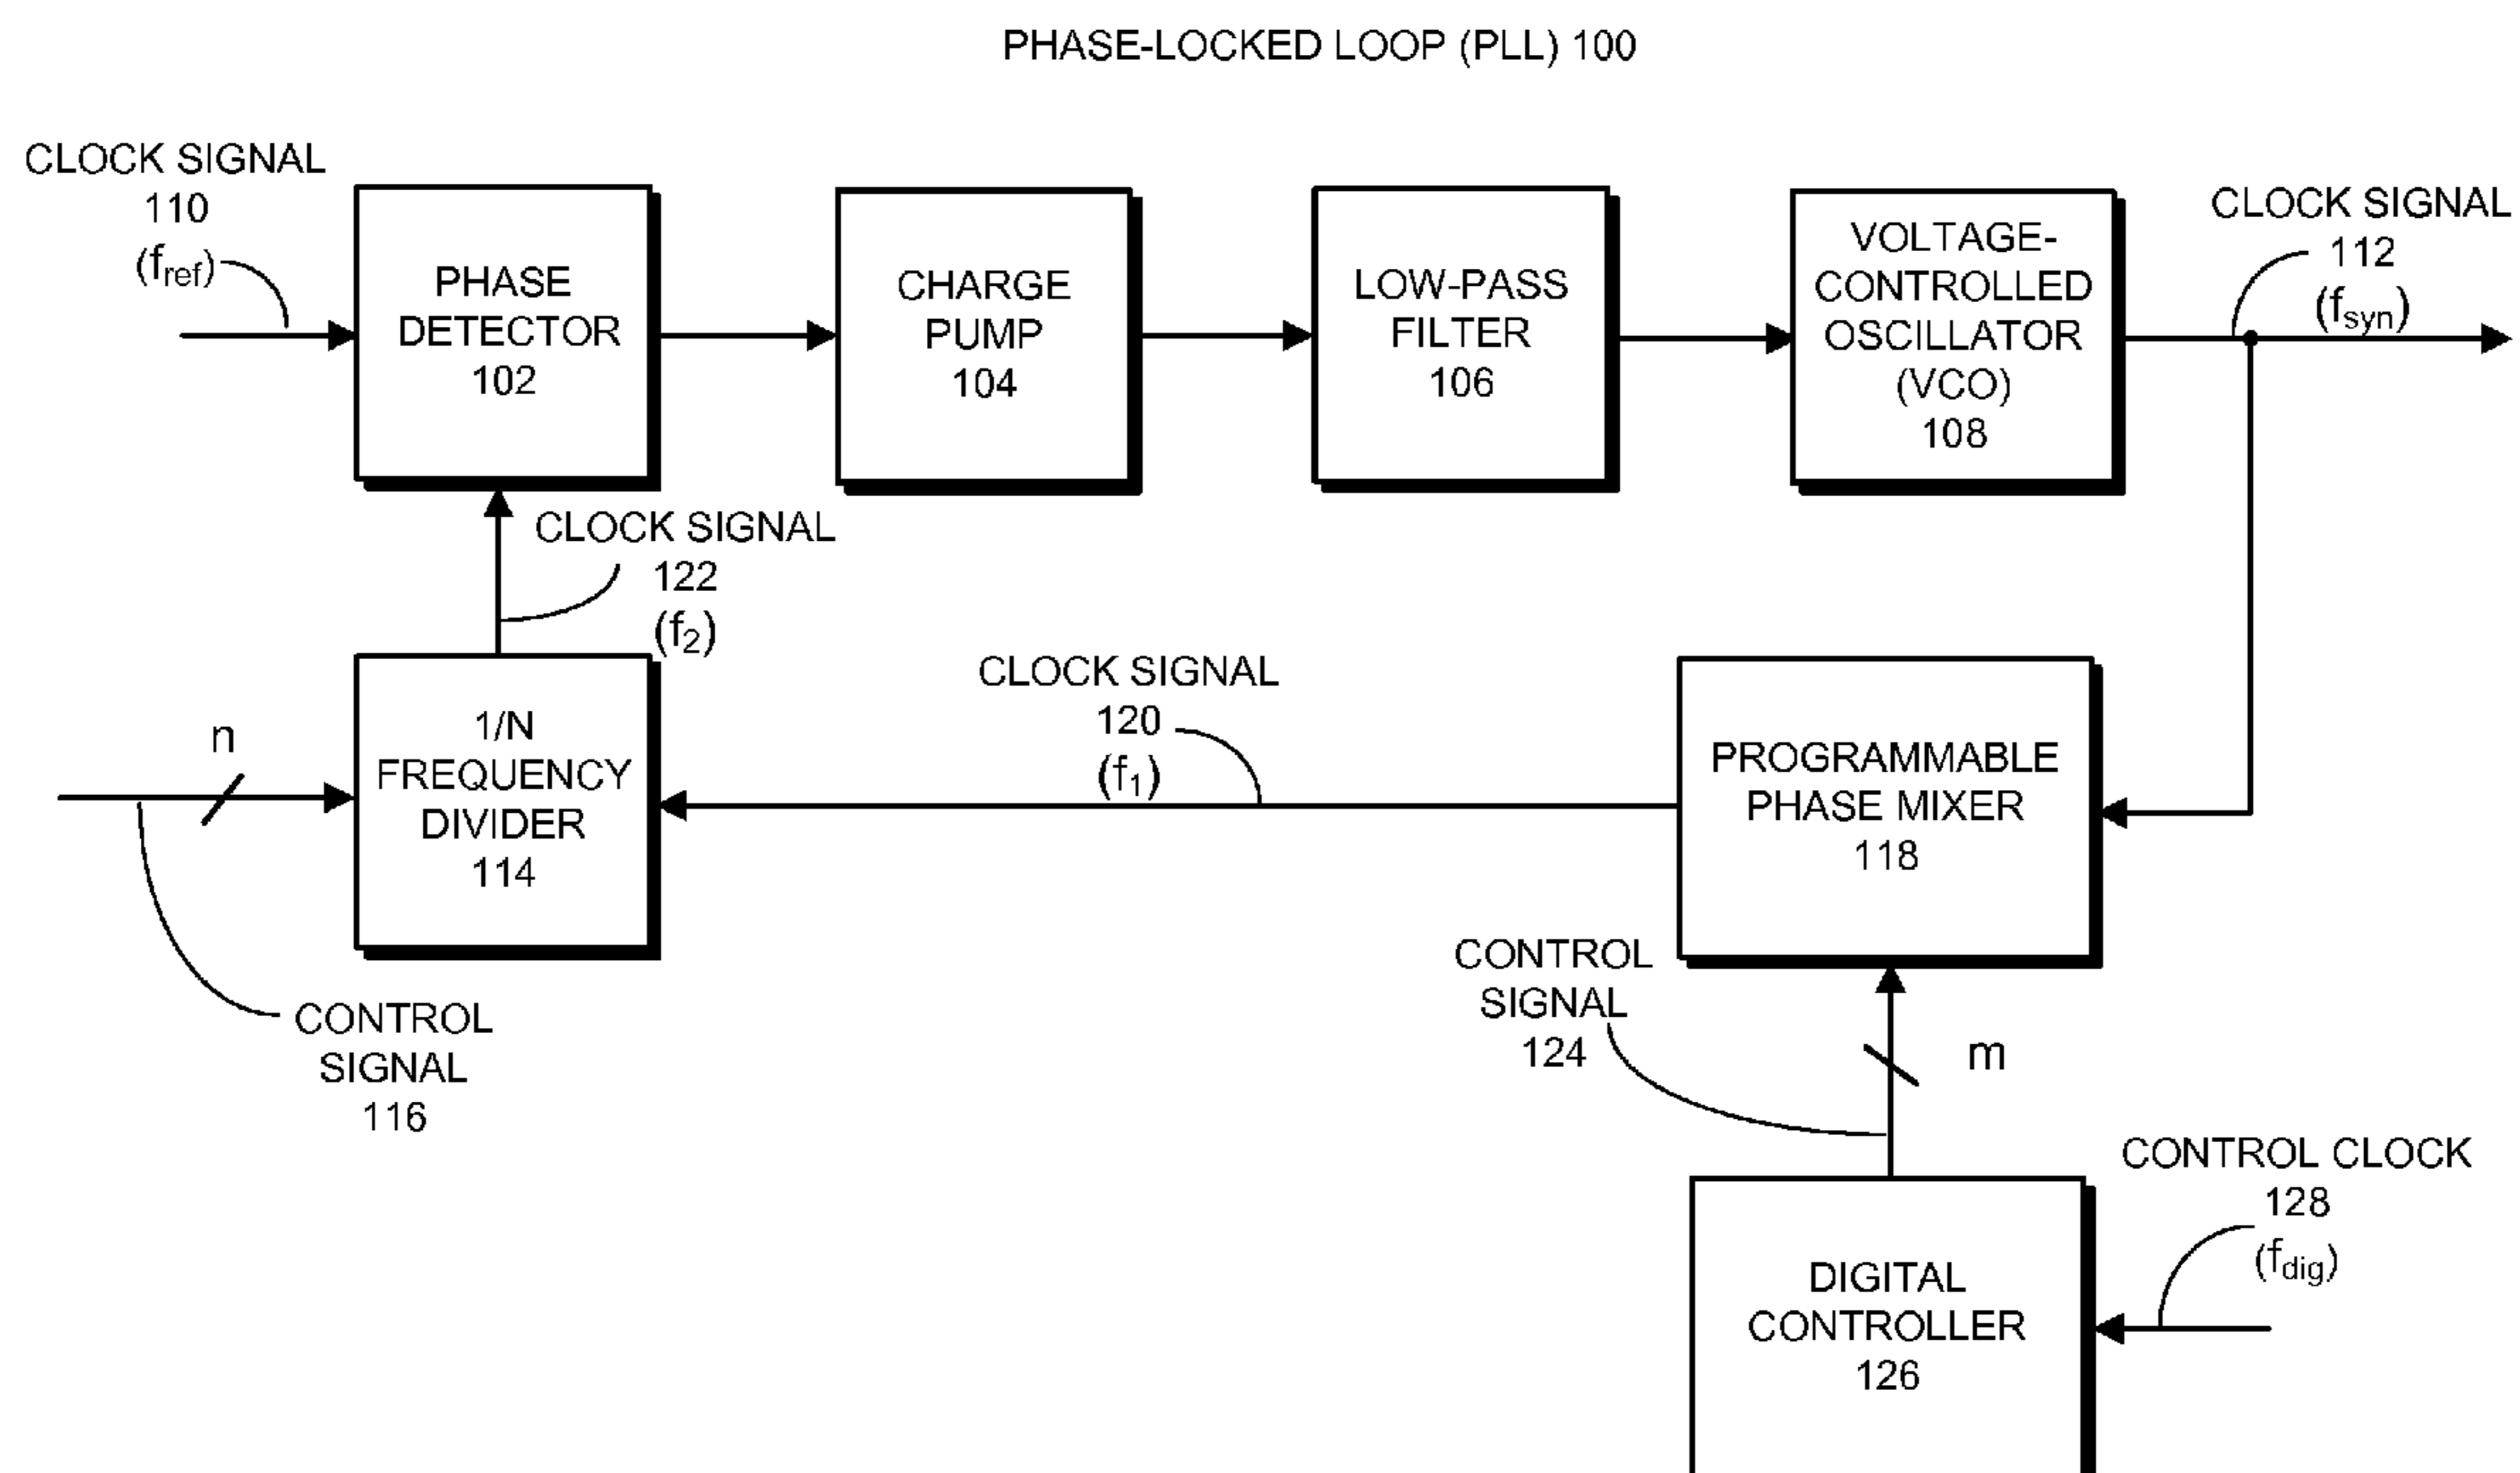 PHASE-LOCKED LOOP (PLL) 100
CLOCK SIGNAL
110
(fref)
PHASE
DETECTOR
102
CHARGE
PUMP
104
LOW-PASS
FILTER
106
VOLTAGE-
CONTROLLED
OSCILLATOR
(VCO)
108
CLOCK SIGNAL
112
(fsyn)
CLOCK SIGNAL
122
(f2)
n
1/N
FREQUENCY
DIVIDER
114
CLOCK SIGNAL
120
(f1)
PROGRAMMABLE
PHASE MIXER
118
CONTROL
SIGNAL
116
CONTROL
SIGNAL
124
m
CONTROL CLOCK
128
(fdig)
DIGITAL
CONTROLLER
126